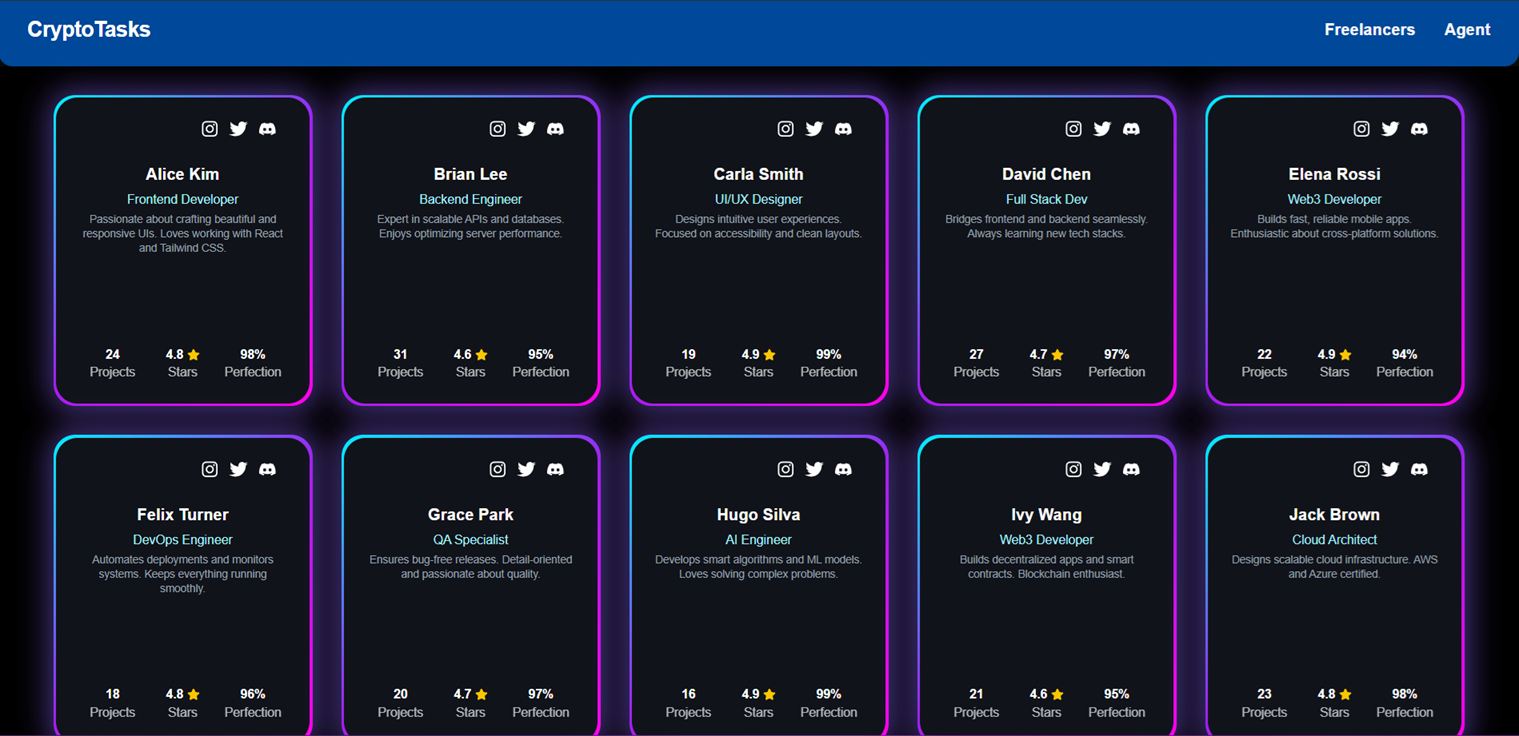 CryptoTasks
Freelancers Agent
Alice Kim
Frontend Developer
Passionate about crafting beautiful and
responsive UIs. Loves working with React
and Tailwind CSS.
24 4.8 98%
Projects Stars Perfection
Brian Lee
Backend Engineer
Expert in scalable APIs and databases.
Enjoys optimizing server performance.
31 4.6 95%
Projects Stars Perfection
Carla Smith
UI/UX Designer
Designs intuitive user experiences.
Focused on accessibility and clean layouts.
19 4.9 99%
Projects Stars Perfection
David Chen
Full Stack Dev
Bridges frontend and backend seamlessly.
Always learning new tech stacks.
27 4.7 97%
Projects Stars Perfection
Elena Rossi
Web3 Developer
Builds fast, reliable mobile apps.
Enthusiastic about cross-platform solutions.
22 4.9 94%
Projects Stars Perfection
Felix Turner
DevOps Engineer
Automates deployments and monitors
systems. Keeps everything running
smoothly.
18 4.8 96%
Projects Stars Perfection
Grace Park
QA Specialist
Ensures bug-free releases. Detail-oriented
and passionate about quality.
20 4.7 97%
Projects Stars Perfection
Hugo Silva
AI Engineer
Develops smart algorithms and ML models.
Loves solving complex problems.
16 4.9 99%
Projects Stars Perfection
Ivy Wang
Web3 Developer
Builds decentralized apps and smart
contracts. Blockchain enthusiast.
21 4.6 95%
Projects Stars Perfection
Jack Brown
Cloud Architect
Designs scalable cloud infrastructure. AWS
and Azure certified.
23 4.8 98%
Projects Stars Perfection